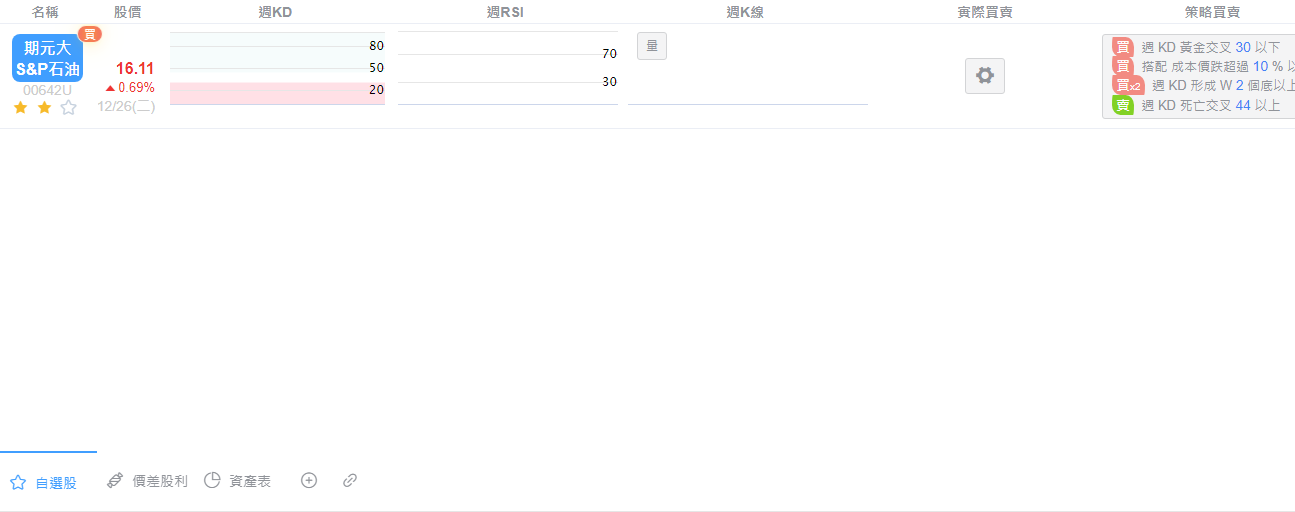 名稱
股價
週KD
週RSI
週K線
實際買賣
策略買賣
買
期元大
S&P石油
00642U
16.11
0.69%
12/26(二)
80
50
20
70
30
量
買 週 KD 黃金交叉 30 以下
買 搭配 成本價跌超過 10 % 以
買x2 週 KD 形成 W 2 個底以上
賣 週 KD 死亡交叉 44 以上
自選股
價差股利
資產表